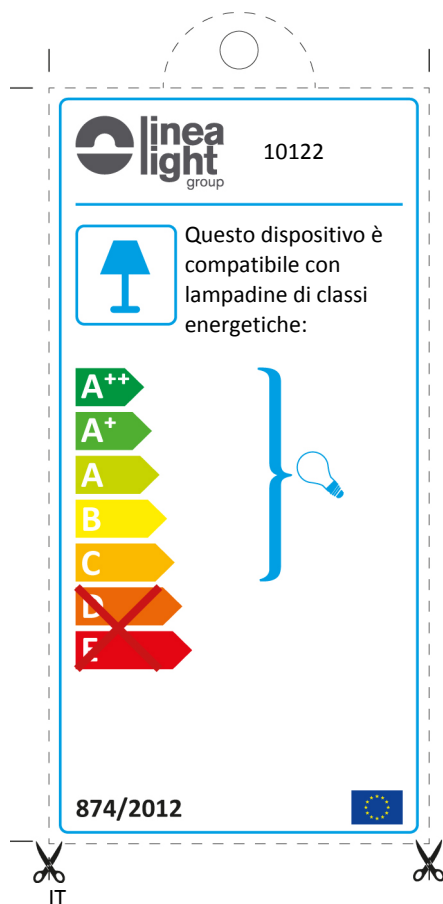 linea
light
group
10122
Questo dispositivo è
compatibile con
lampadine di classi
energetiche:
A++
A+
A
B
C
D
E
874/2012
IT